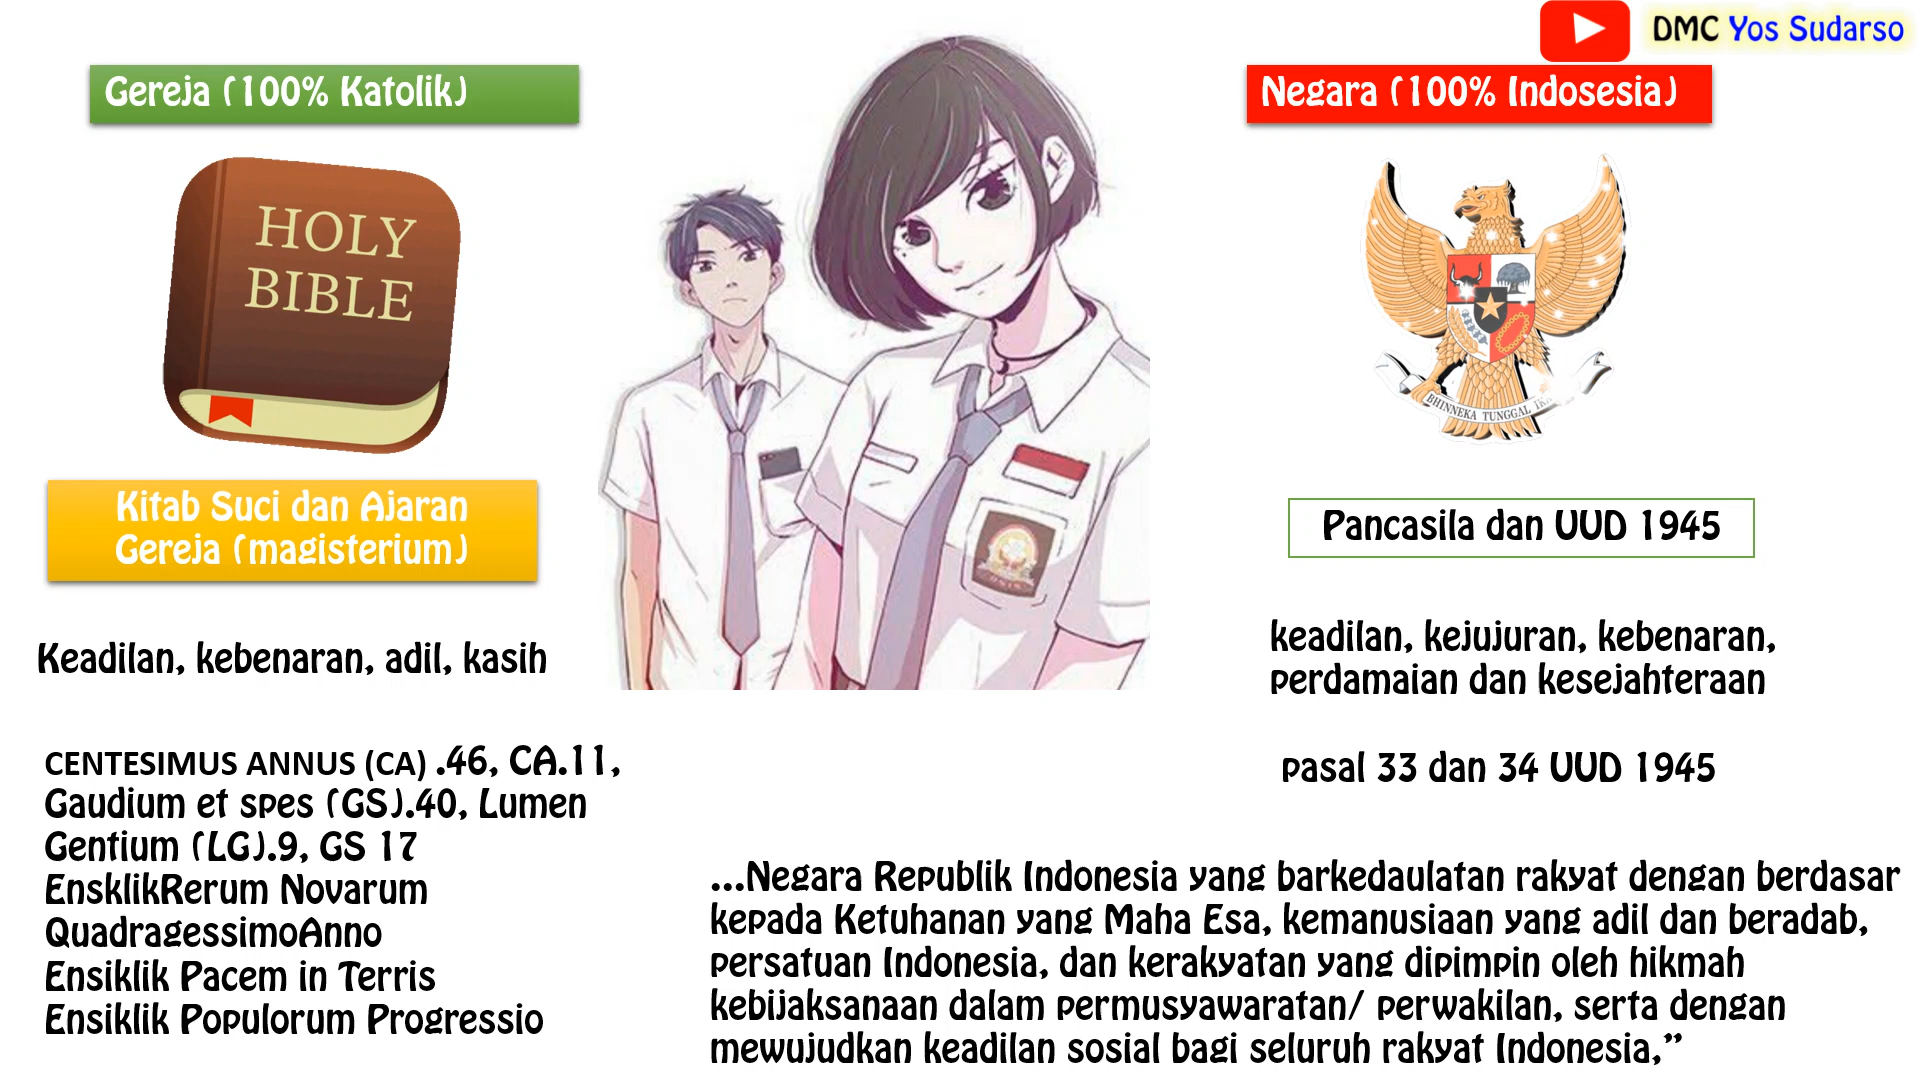 DMC Yos Sudarso
Gereja (100% Katolik)
HOLY
BIBLE
Kitab Suci dan Ajaran
Gereja (magisterium)
Keadilan, kebenaran, adil, kasih
CENTESIMUS ANNUS (CA) .46, CA.11,
Gaudium et spes (GS).40, Lumen
Gentium (LG).9, GS 17
EnsklikRerum Novarum
QuadragessimoAnno
Ensiklik Pacem in Terris
Ensiklik Populorum Progressio
OSIS
Negara (100% Indosesia)
BHINNEKA TUNGGAL IKA
Pancasila dan UUD 1945
keadilan, kejujuran, kebenaran,
perdamaian dan kesejahteraan
pasal 33 dan 34 UUD 1945
...Negara Republik Indonesia yang barkedaulatan rakyat dengan berdasar
kepada Ketuhanan yang Maha Esa, kemanusiaan yang adil dan beradab,
persatuan Indonesia, dan kerakyatan yang dipimpin oleh hikmah
kebijaksanaan dalam permusyawaratan/ perwakilan, serta dengan
mewujudkan keadilan sosial bagi seluruh rakyat Indonesia,”